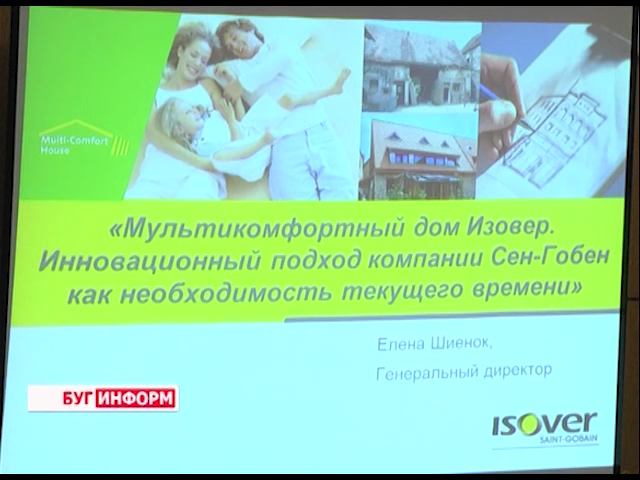 Multi-Comfort
House
«Мультикомфортный дом Изовер.
Инновационный подход компании Сен-Гобен
как необходимость текущего времени»
Елена Шиенок,
Генеральный директор
БУГ ИНФОРМ
isover
SAINT-GOBAIN